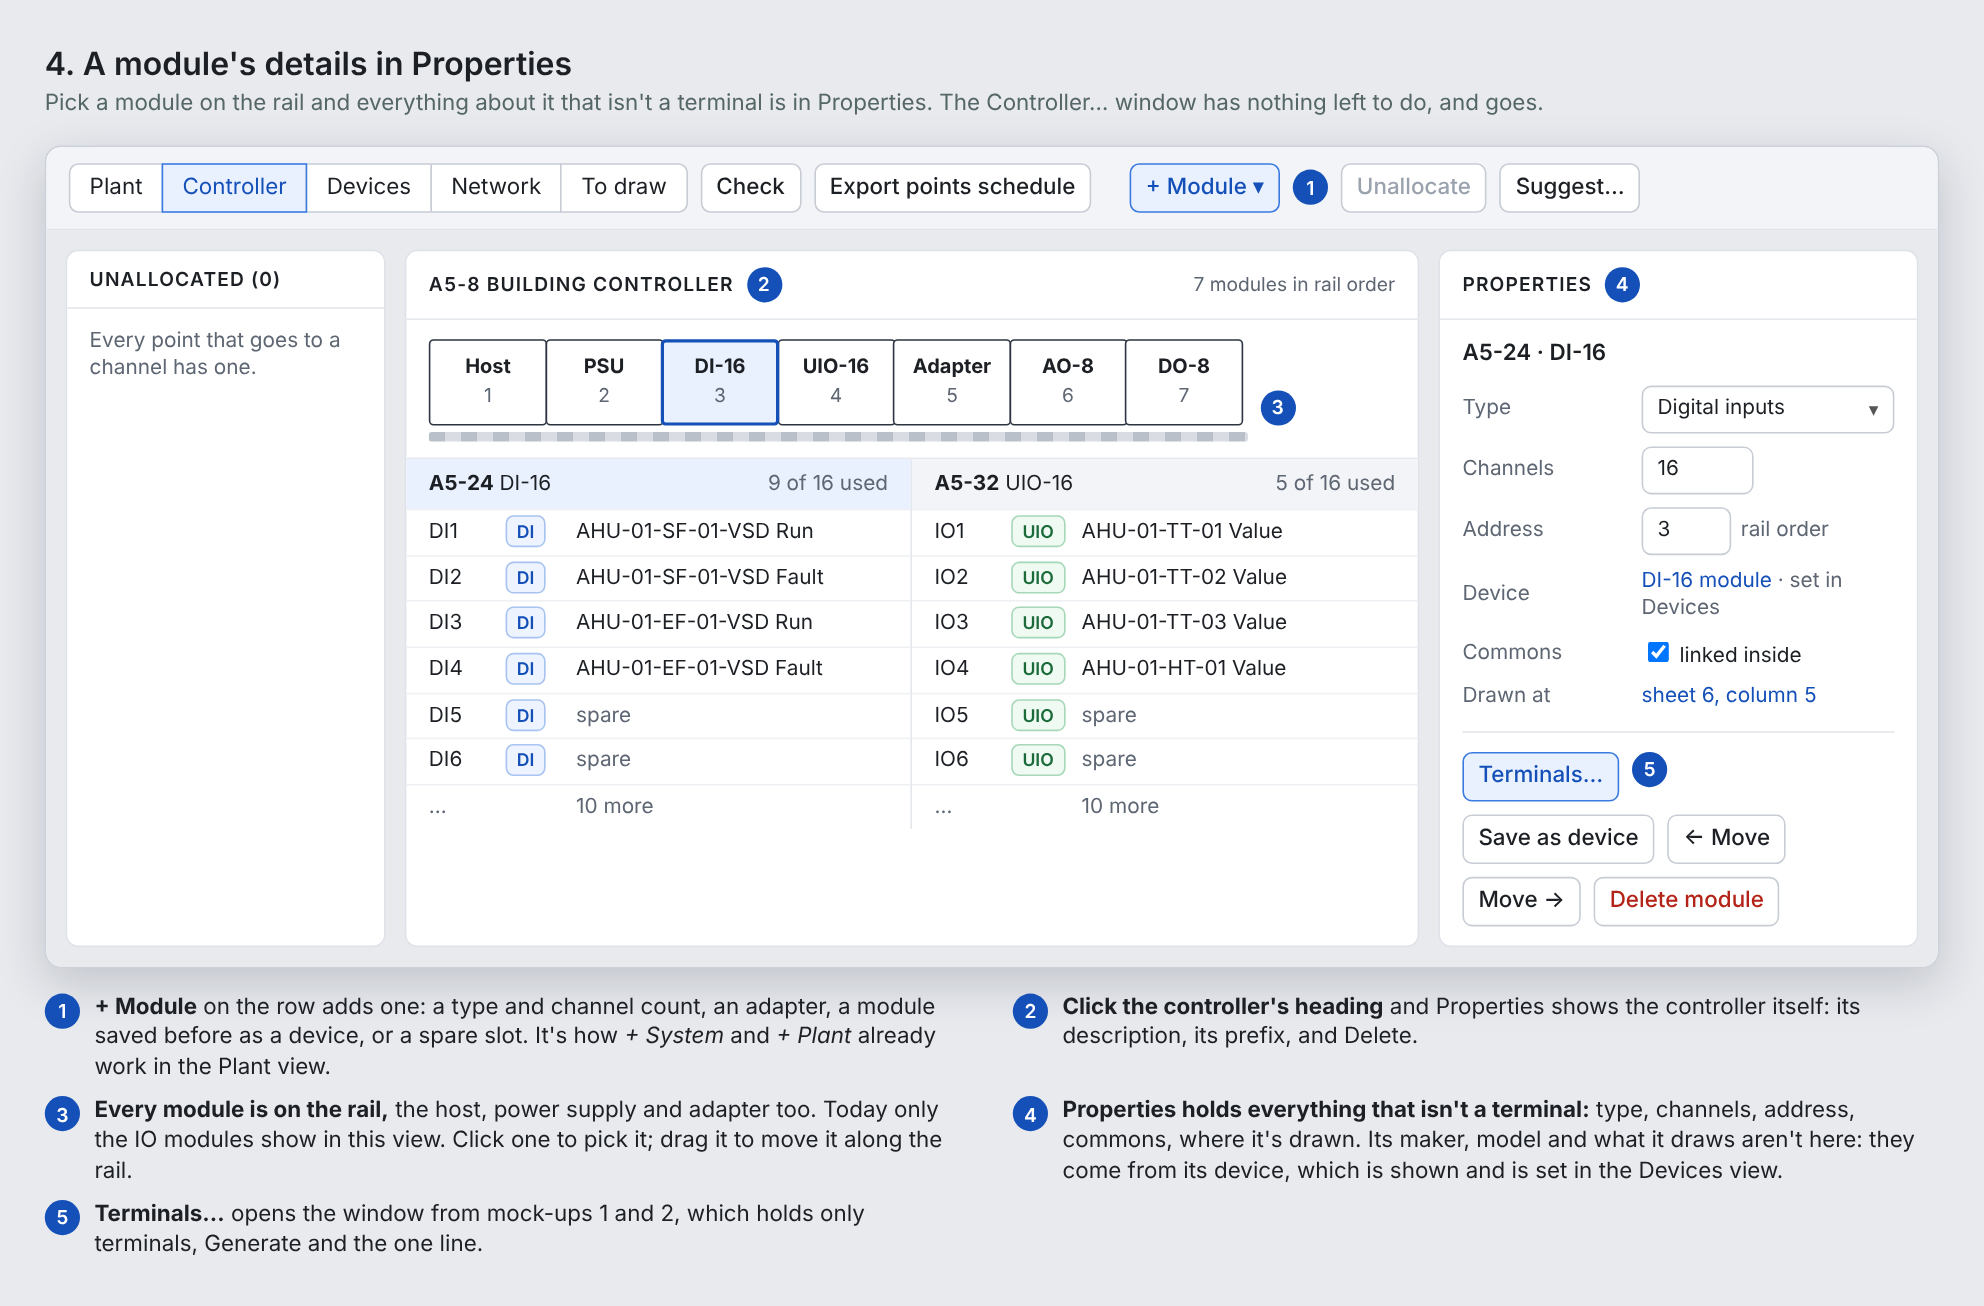 4. A module's details in Properties
Pick a module on the rail and everything about it that isn't a terminal is in Properties. The Controller... window has nothing left to do, and goes.
Plant Controller Devices Network To draw Check Export points schedule + Module ▾ 1 Unallocate Suggest...
UNALLOCATED (0)
Every point that goes to a
channel has one.
A5-8 BUILDING CONTROLLER 2 7 modules in rail order
Host PSU DI-16 UIO-16 Adapter AO-8 DO-8
1 2 3 4 5 6 7
3
A5-24 DI-16 9 of 16 used A5-32 UIO-16 5 of 16 used
DI1 DI AHU-01-SF-01-VSD Run IO1 UIO AHU-01-TT-01 Value
DI2 DI AHU-01-SF-01-VSD Fault IO2 UIO AHU-01-TT-02 Value
DI3 DI AHU-01-EF-01-VSD Run IO3 UIO AHU-01-TT-03 Value
DI4 DI AHU-01-EF-01-VSD Fault IO4 UIO AHU-01-HT-01 Value
DI5 DI spare IO5 UIO spare
DI6 DI spare IO6 UIO spare
... 10 more ... 10 more
PROPERTIES 4
A5-24 · DI-16
Type Digital inputs ▾
Channels 16
Address 3 rail order
Device DI-16 module · set in
Devices
Commons linked inside
Drawn at sheet 6, column 5
Terminals... 5
Save as device ← Move
Move → Delete module
1 + Module on the row adds one: a type and channel count, an adapter, a module
saved before as a device, or a spare slot. It's how + System and + Plant already
work in the Plant view.
2 Click the controller's heading and Properties shows the controller itself: its
description, its prefix, and Delete.
3 Every module is on the rail, the host, power supply and adapter too. Today only
the IO modules show in this view. Click one to pick it; drag it to move it along the
rail.
4 Properties holds everything that isn't a terminal: type, channels, address,
commons, where it's drawn. Its maker, model and what it draws aren't here: they
come from its device, which is shown and is set in the Devices view.
5 Terminals... opens the window from mock-ups 1 and 2, which holds only
terminals, Generate and the one line.